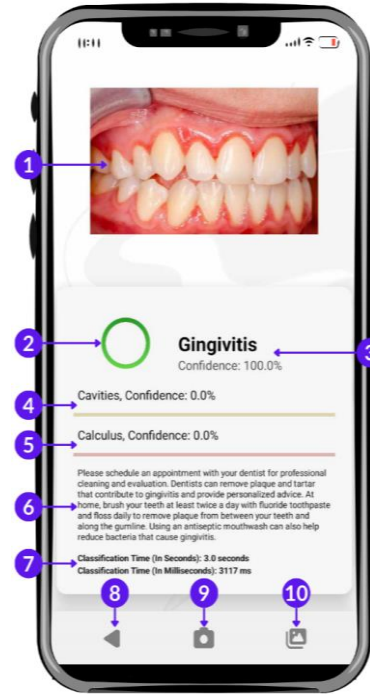 11:11
1
2
Gingivitis
3
Confidence: 100.0%
Cavities, Confidence: 0.0%
4
Calculus, Confidence: 0.0%
5
Please schedule an appointment with your dentist for professional
cleaning and evaluation. Dentists can remove plaque and tartar
that contribute to gingivitis and provide personalized advice. At
6
home, brush your teeth at least twice a day with fluoride toothpaste
and floss daily to remove plaque from between your teeth and
along the gumline. Using an antiseptic mouthwash can also help
reduce bacteria that cause gingivitis.
7
Classification Time (In Seconds): 3.0 seconds
Classification Time (In Milliseconds): 3117 ms
8 9 10